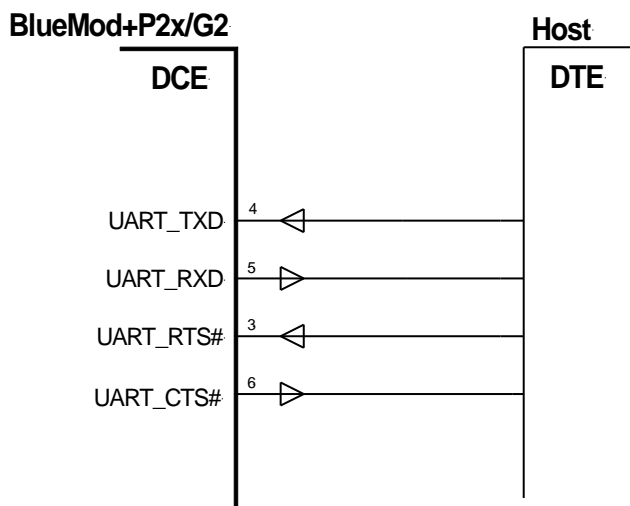 BlueMod+P2x/G2 Host
DCE DTE
UART_TXD 4
UART_RXD 5
UART_RTS# 3
UART_CTS# 6